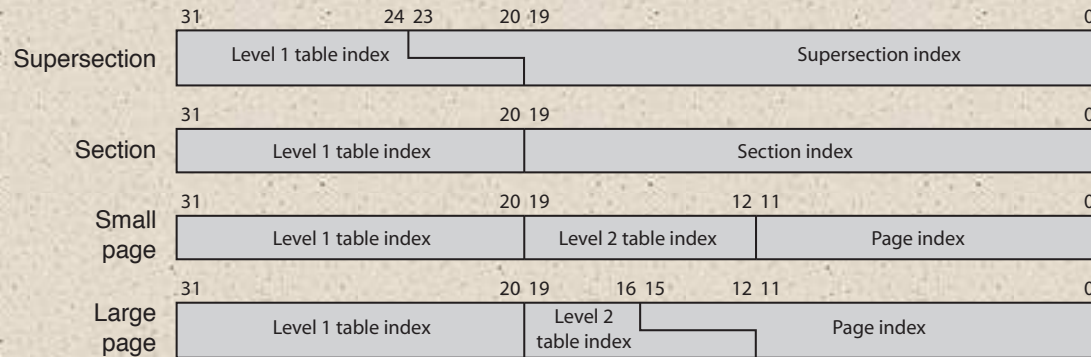 31 24 23 20 19 0
Supersection Level 1 table index Supersection index
31 20 19 0
Section Level 1 table index Section index
31 20 19 12 11 0
Small
page
Level 1 table index Level 2 table index Page index
31 20 19 16 15 12 11 0
Large
page
Level 1 table index
Level 2
table index
Page index